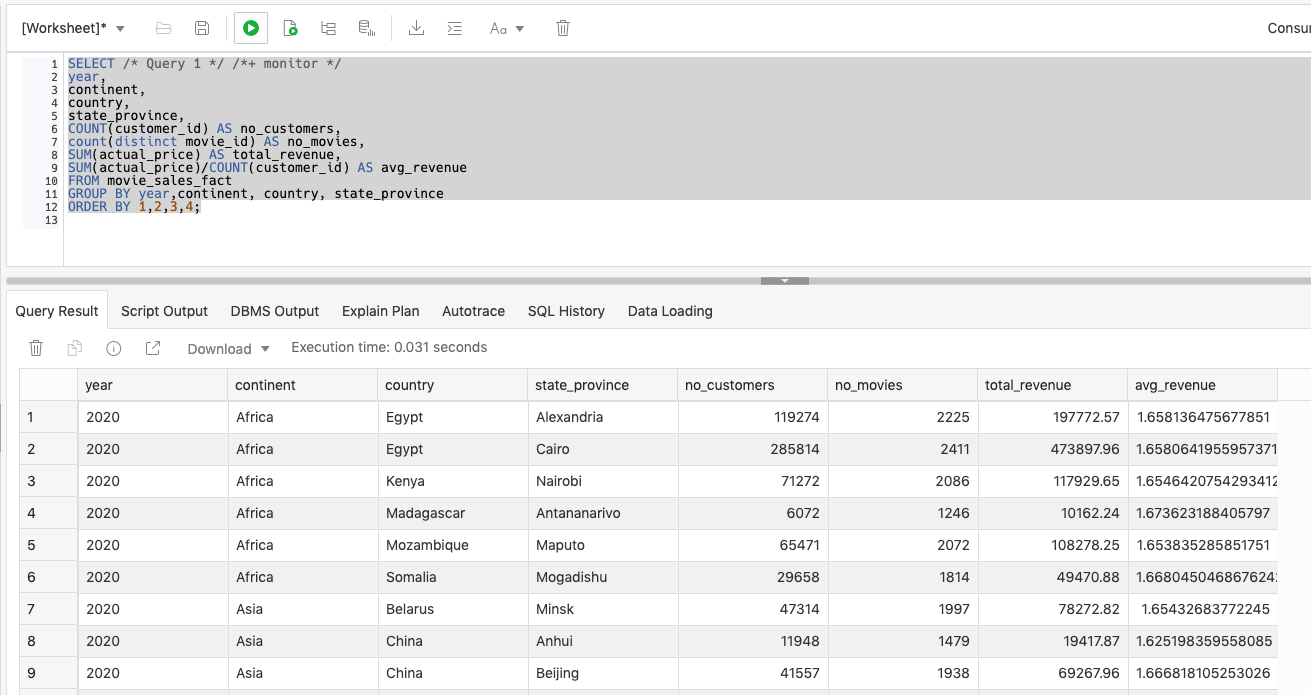 [Worksheet]*
Aa
Consu
1 SELECT /* Query 1 */ /*+ monitor */
2 year,
3 continent,
4 country,
5 state_province,
6 COUNT(customer_id) AS no_customers,
7 count(distinct movie_id) AS no_movies,
8 SUM(actual_price) AS total_revenue,
9 SUM(actual_price)/COUNT(customer_id) AS avg_revenue
10 FROM movie_sales_fact
11 GROUP BY year,continent, country, state_province
12 ORDER BY 1,2,3,4;
13
Query Result Script Output DBMS Output Explain Plan Autotrace SQL History Data Loading
Download Execution time: 0.031 seconds
year continent country state_province no_customers no_movies total_revenue avg_revenue
1 2020 Africa Egypt Alexandria 119274 2225 197772.57 1.658136475677851
2 2020 Africa Egypt Cairo 285814 2411 473897.96 1.6580641955957371
3 2020 Africa Kenya Nairobi 71272 2086 117929.65 1.6546420754293412
4 2020 Africa Madagascar Antananarivo 6072 1246 10162.24 1.673623188405797
5 2020 Africa Mozambique Maputo 65471 2072 108278.25 1.653835285851751
6 2020 Africa Somalia Mogadishu 29658 1814 49470.88 1.668045046867624
7 2020 Asia Belarus Minsk 47314 1997 78272.82 1.65432683772245
8 2020 Asia China Anhui 11948 1479 19417.87 1.625198359558085
9 2020 Asia China Beijing 41557 1938 69267.96 1.666818105253026